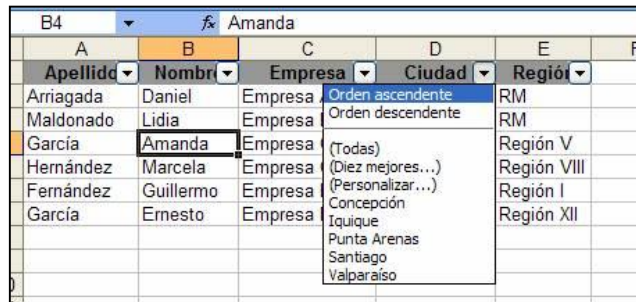 B4 fx Amanda
A B C D E F
Apellido Nombr Empresa Ciudad Región
Arriagada Daniel Empresa RM
Maldonado Lidia Empresa RM
García Amanda Empresa Región V
Hernández Marcela Empresa Región VIII
Fernández Guillermo Empresa Región I
García Ernesto Empresa Región XII
Orden ascendente
Orden descendente
(Todas)
(Diez mejores...)
(Personalizar...)
Concepción
Iquique
Punta Arenas
Santiago
Valparaíso